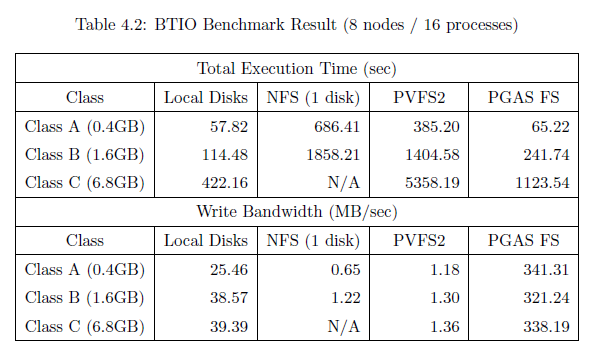 Table 4.2: BTIO Benchmark Result (8 nodes / 16 processes)
Total Execution Time (sec)
Class Local Disks NFS (1 disk) PVFS2 PGAS FS
Class A (0.4GB) 57.82 686.41 385.20 65.22
Class B (1.6GB) 114.48 1858.21 1404.58 241.74
Class C (6.8GB) 422.16 N/A 5358.19 1123.54
Write Bandwidth (MB/sec)
Class Local Disks NFS (1 disk) PVFS2 PGAS FS
Class A (0.4GB) 25.46 0.65 1.18 341.31
Class B (1.6GB) 38.57 1.22 1.30 321.24
Class C (6.8GB) 39.39 N/A 1.36 338.19